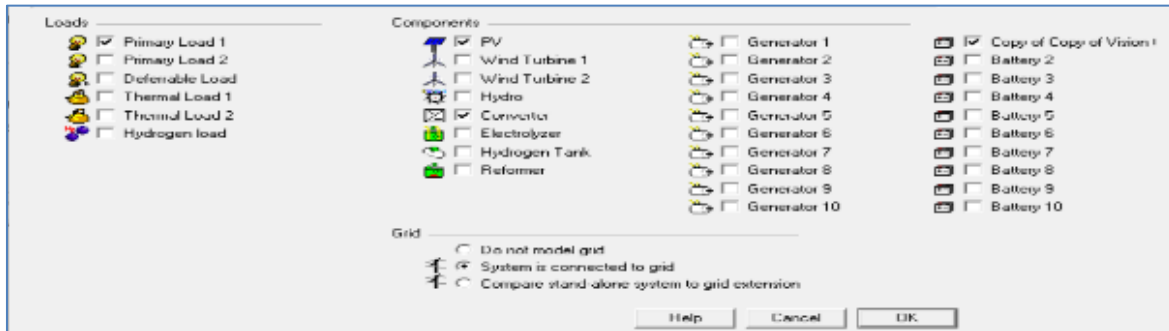 Loads
Primary Load 1
Primary Load 2
Deferrable Load
Thermal Load 1
Thermal Load 2
Hydrogen load
Components
PV
Wind Turbine 1
Wind Turbine 2
Hydro
Converter
Electrolyzer
Hydrogen Tank
Reformer
Generator 1
Generator 2
Generator 3
Generator 4
Generator 5
Generator 6
Generator 7
Generator 8
Generator 9
Generator 10
Copy of Copy of Vision
Battery 2
Battery 3
Battery 4
Battery 5
Battery 6
Battery 7
Battery 8
Battery 9
Battery 10
Grid
Do not model grid
System is connected to grid
Compare stand-alone system to grid extension
Help
Cancel
OK